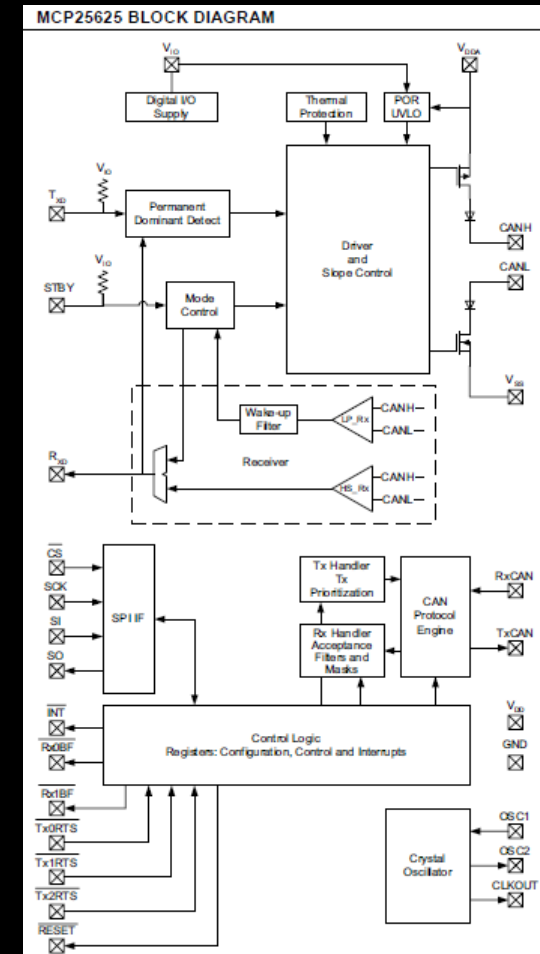 MCP25625 BLOCK DIAGRAM
VIO
VDDA
Digital I/O
Supply
Thermal
Protection
POR
UVLO
VIO
TXD
Permanent
Dominant Detect
Driver
and
Slope Control
CANH
CANL
VIO
STBY
Mode
Control
VSS
Wake-up
Filter
LP_Rx
CANH
CANL
Receiver
RXD
HS_Rx
CANH
CANL
CS
SCK
SI
SO
SPI IF
Tx Handler
Tx
Prioritization
Rx Handler
Acceptance
Filters and
Masks
CAN
Protocol
Engine
RxCAN
TxCAN
VDD
GND
INT
Rx0BF
Control Logic
Registers: Configuration, Control and Interrupts
Rx1BF
Tx0RTS
Tx1RTS
Tx2RTS
RESET
Crystal
Oscillator
OSC1
OSC2
CLKOUT